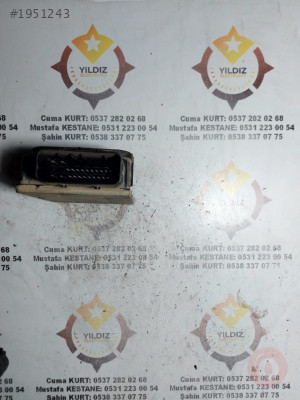 #1951243
YILDIZ
Cuma KURT: 0537 282 02 68
Mustafa KESTANE: 0531 223 00 54
Şahin KURT: 0538 337 07 75
Cuma KURT: 0537 282 02 68
Mustafa KESTANE: 0531 223 00 54
Şahin KURT: 0538 337 07 75
YILDIZ
68
00 54
75
Cuma KURT: 0537 282 02 68
Mustafa KESTANE: 0531 223 00 54
Şahin KURT: 0538 337 07 75
Cuma KURT: 0537 282 02 68
Mustafa KESTANE: 0531 223
Şahin KURT: 0538 337 07
YILDIZ
YILDIZ
68
00 54
75
Cuma KURT: 0537 282 02 68
Mustafa KESTANE: 0531 223 00 54
Şahin KURT: 0538 337 07 75
Cuma KURT: 0537 282 02 68
Mustafa KESTANE: 0531 223 00 54
Şahin KURT: 0538 337 07 75